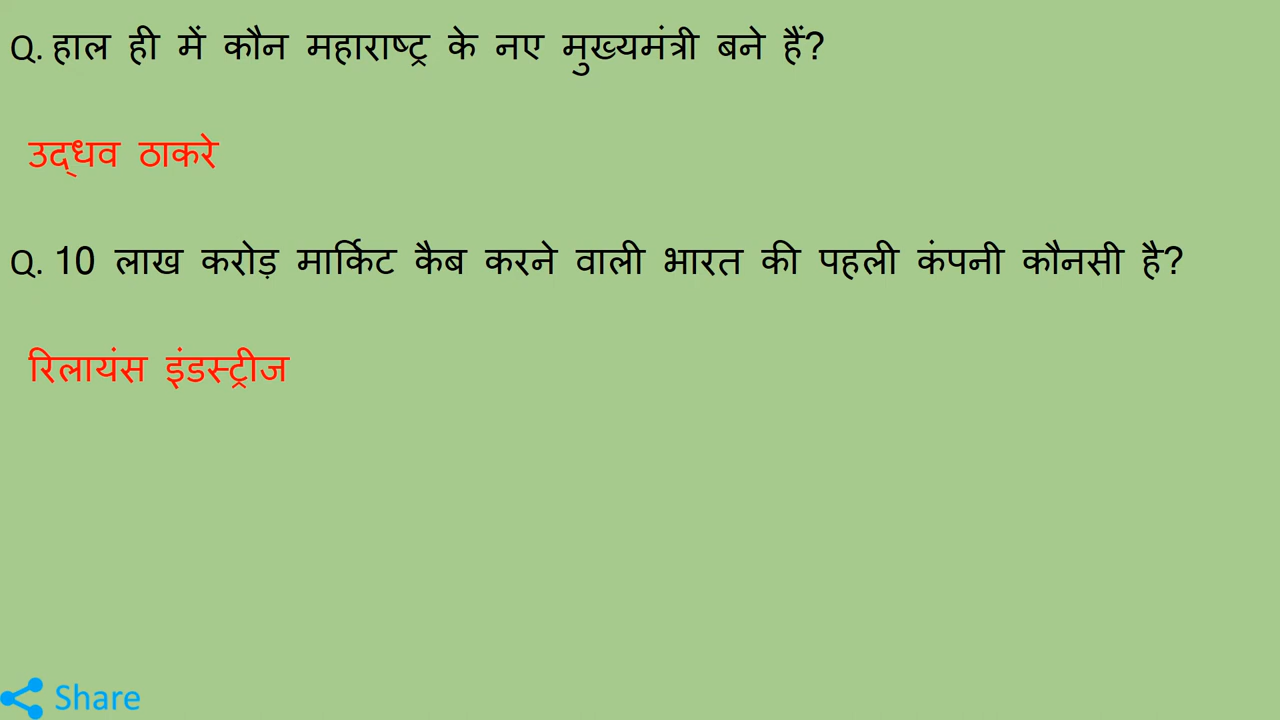 Q. हाल ही में कौन महाराष्ट्र के नए मुख्यमंत्री बने हैं?
उद्धव ठाकरे
Q. 10 लाख करोड़ मार्किट कैब करने वाली भारत की पहली कंपनी कौनसी है?
रिलायंस इंडस्ट्रीज
Share